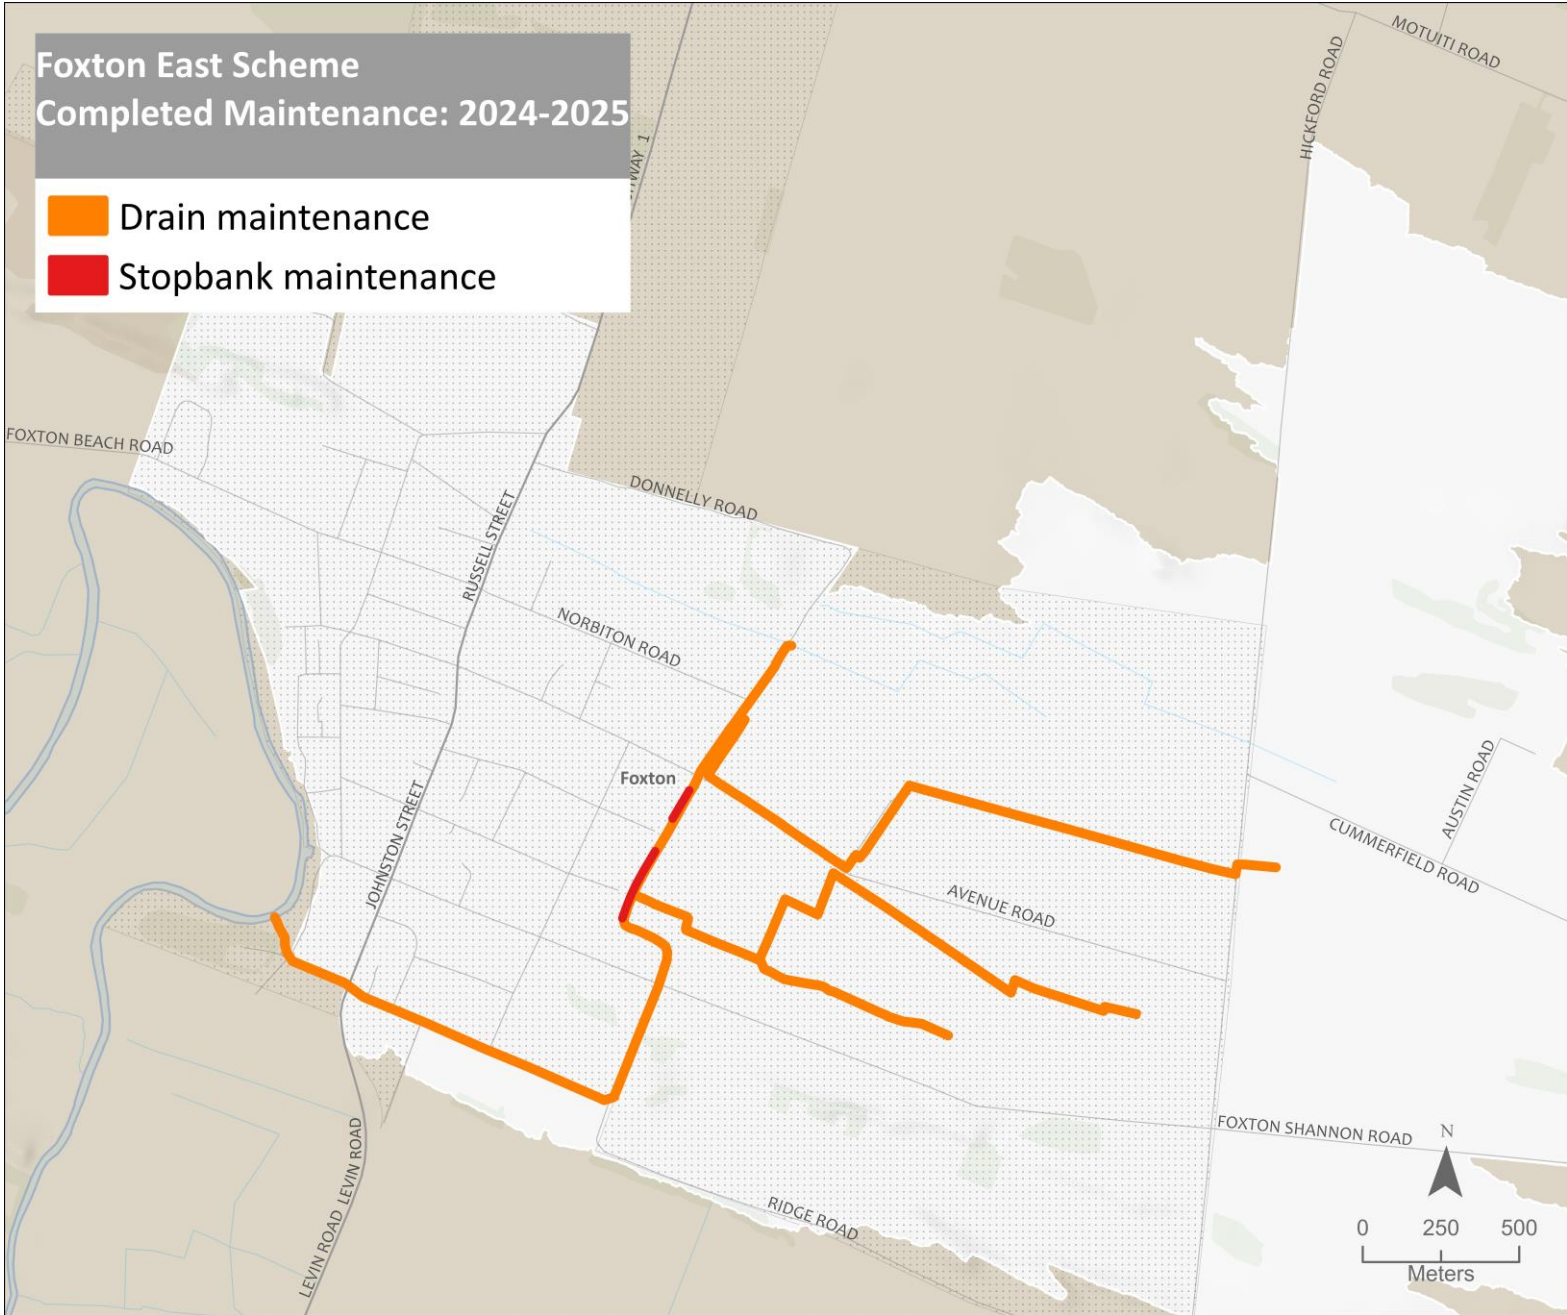 Foxton East Scheme
Completed Maintenance: 2024-2025
Drain maintenance
Stopbank maintenance
MOTUITI ROAD
HICKFORD ROAD
WAY 1
FOXTON BEACH ROAD
DONNELLY ROAD
RUSSELL STREET
NORBITON ROAD
Foxton
JOHNSTON STREET
AUSTIN ROAD
CUMMERFIELD ROAD
AVENUE ROAD
FOXTON SHANNON ROAD
N
LEVIN ROAD LEVIN ROAD
RIDGE ROAD
0 250 500
Meters